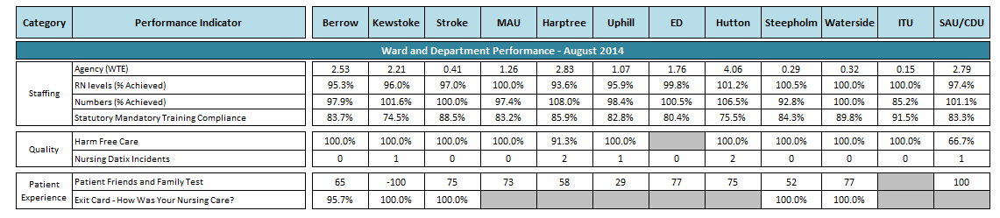 Category Performance Indicator Berrow Kewstoke Stroke MAU Harptree Uphill ED Hutton Steepholm Waterside ITU SAU/CDU
Ward and Department Performance - August 2014
Staffing
Agency (WTE) 2.53 2.21 0.41 1.26 2.83 1.07 1.76 4.06 0.29 0.32 0.15 2.79
RN levels (% Achieved) 95.3% 96.0% 97.0% 100.0% 93.6% 95.9% 99.8% 101.2% 100.5% 100.0% 100.0% 97.4%
Numbers (% Achieved) 97.9% 101.6% 100.0% 97.4% 108.0% 98.4% 100.5% 106.5% 92.8% 100.0% 85.2% 101.1%
Statutory Mandatory Training Compliance 83.7% 74.5% 88.5% 83.2% 85.9% 82.8% 80.4% 75.5% 84.3% 89.8% 91.5% 83.3%
Quality
Harm Free Care 100.0% 100.0% 100.0% 100.0% 91.3% 100.0% 100.0% 100.0% 100.0% 100.0% 66.7%
Nursing Datix Incidents 0 1 0 0 2 1 0 2 0 0 0 1
Patient Experience
Patient Friends and Family Test 65 -100 75 73 58 29 77 75 52 77 100
Exit Card - How Was Your Nursing Care? 95.7% 100.0% 100.0% 100.0% 100.0%